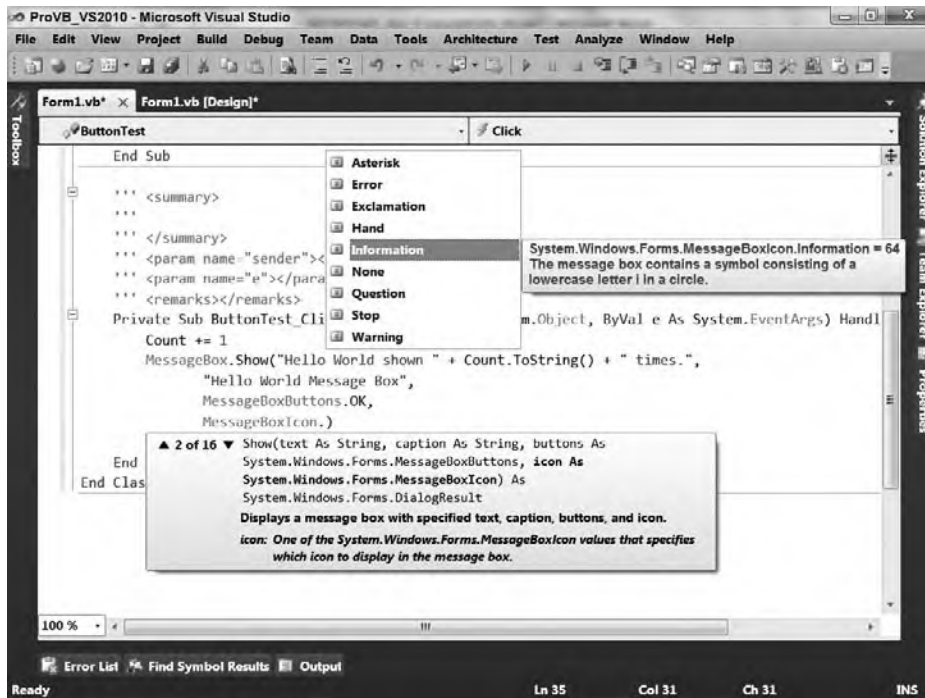 ProVB_VS2010 - Microsoft Visual Studio
File Edit View Project Build Debug Team Data Tools Architecture Test Analyze Window Help
Toolbox
Form1.vb* × Form1.vb [Design]*
ButtonTest
Click
End Sub
''' <summary>
'''
''' </summary>
''' <param name="sender"><
''' <param name="e"></para
''' <remarks></remarks>
Private Sub ButtonTest_Cli
m.Object, ByVal e As System.EventArgs) Handl
Count += 1
MessageBox.Show("Hello World shown " + Count.ToString() + " times.",
"Hello World Message Box",
MessageBoxButtons.OK,
MessageBoxIcon.)
End
End Clas
Asterisk
Error
Exclamation
Hand
Information
None
Question
Stop
Warning
System.Windows.Forms.MessageBoxIcon.Information = 64
The message box contains a symbol consisting of a
lowercase letter i in a circle.
▲ 2 of 16 ▼ Show(text As String, caption As String, buttons As
System.Windows.Forms.MessageBoxButtons, icon As
System.Windows.Forms.MessageBoxIcon) As
System.Windows.Forms.DialogResult
Displays a message box with specified text, caption, buttons, and icon.
icon: One of the System.Windows.Forms.MessageBoxIcon values that specifies
which icon to display in the message box.
Solution Explorer
Team Explorer
Properties
100 %
Error List Find Symbol Results Output
Ready Ln 35 Col 31 Ch 31 INS